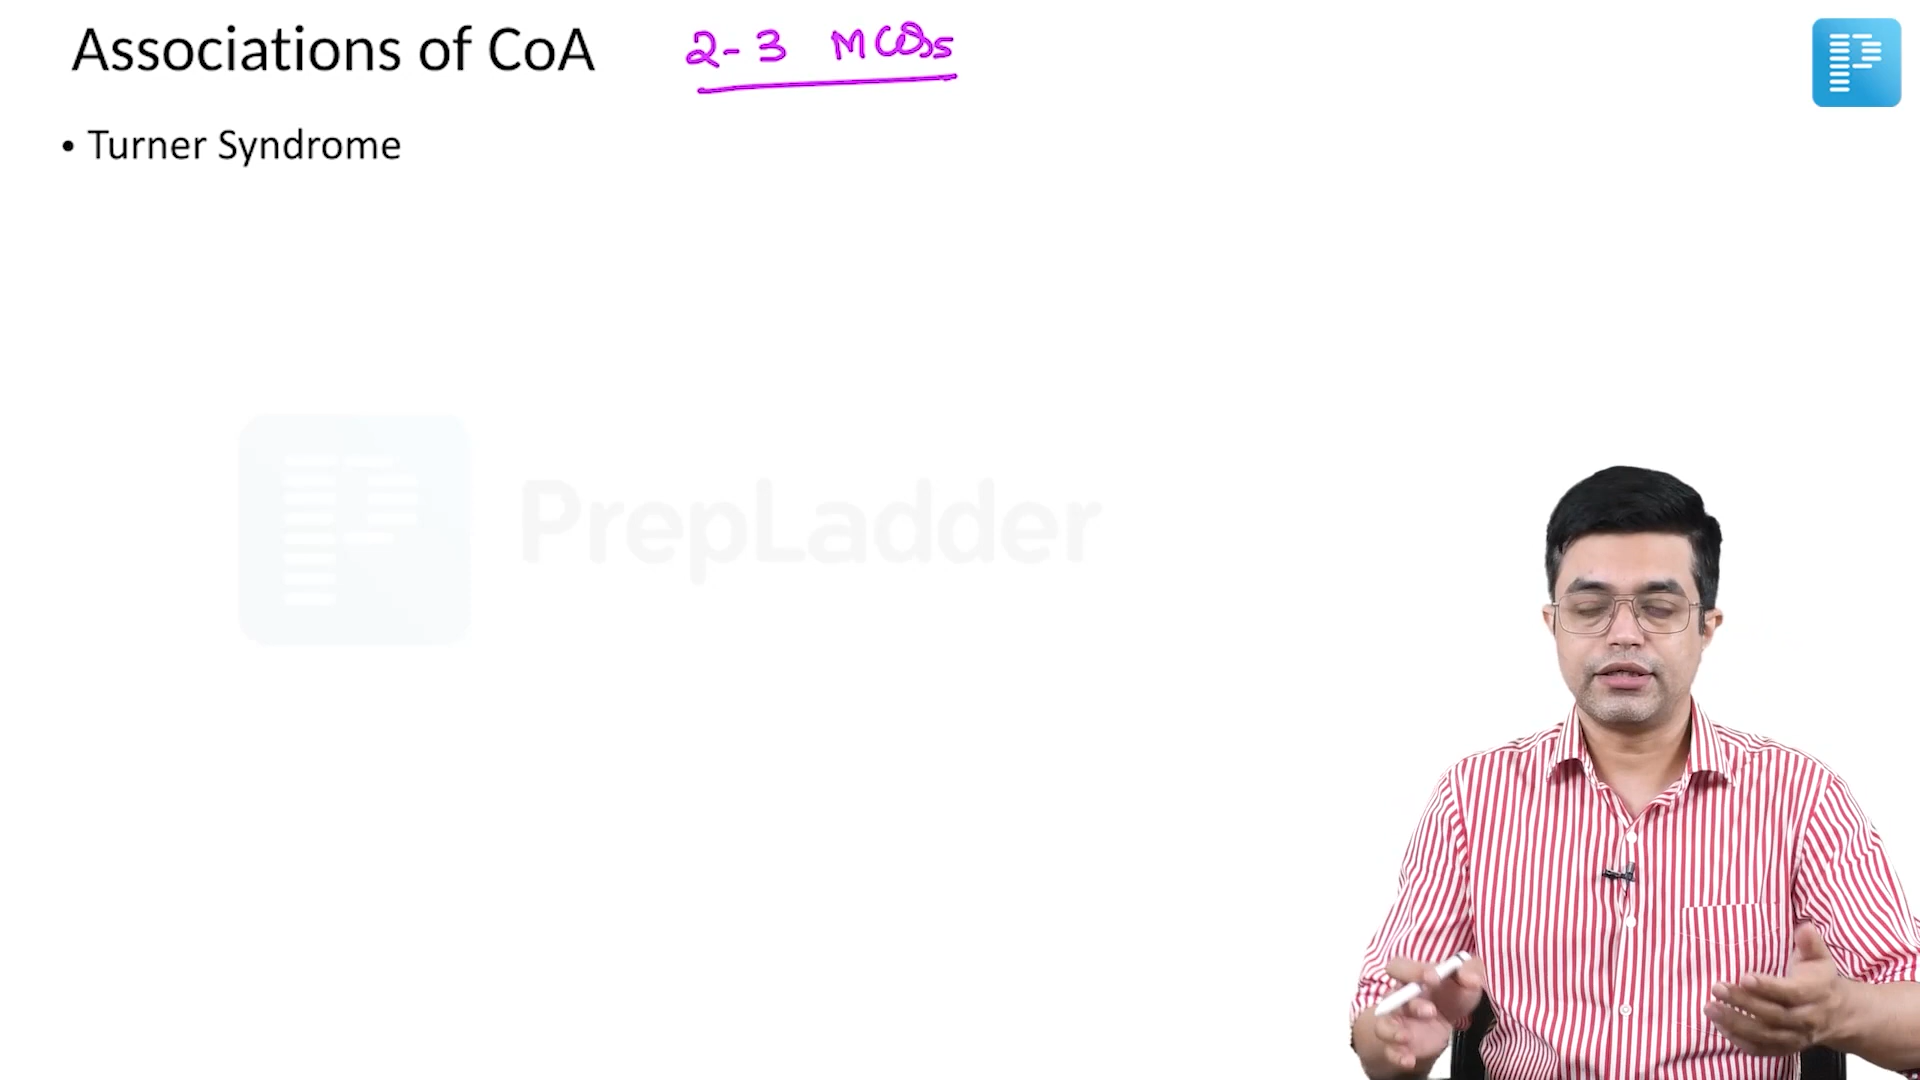 Associations of CoA 2-3 MCQs
• Turner Syndrome
PrepLadder